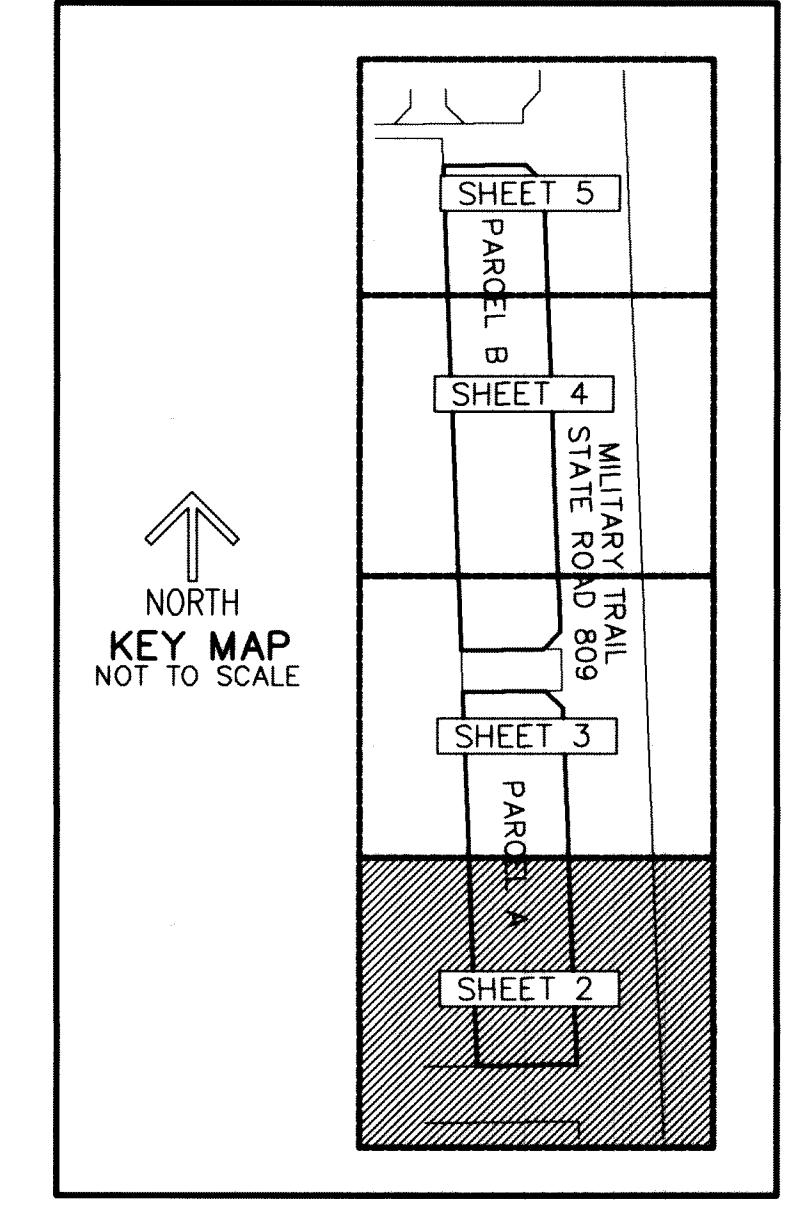 SHEET 5
PARCEL B
SHEET 4
MILITARY TRAIL
STATE ROAD 809
NORTH
KEY MAP
NOT TO SCALE
SHEET 3
PARCEL A
SHEET 2